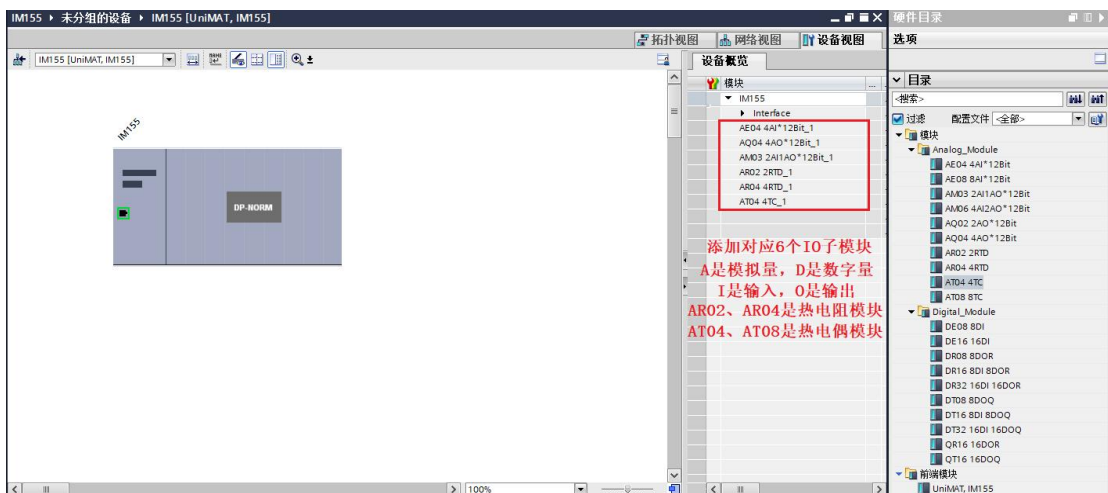 IM155 ▸ 未分组的设备 ▸ IM155 [UniMAT, IM155]
拓扑视图
网络视图
设备视图
IM155 [UniMAT, IM155]
IM155
DP-NORM
100%
设备概览
模块
...
IM155
Interface
AE04 4AI*12Bit_1
AQ04 4AO*12Bit_1
AM03 2AI1AO*12Bit_1
AR02 2RTD_1
AR04 4RTD_1
AT04 4TC_1
添加对应6个IO子模块
A是模拟量，D是数字量
I是输入，O是输出
AR02、AR04是热电阻模块
AT04、AT08是热电偶模块
硬件目录
选项
目录
<搜索>
过滤
配置文件
<全部>
模块
Analog_Module
AE04 4AI*12Bit
AE08 8AI*12Bit
AM03 2AI1AO*12Bit
AM06 4AI2AO*12Bit
AQ02 2AO*12Bit
AQ04 4AO*12Bit
AR02 2RTD
AR04 4RTD
AT04 4TC
AT08 8TC
Digital_Module
DE08 8DI
DE16 16DI
DR08 8DOR
DR16 8DI 8DOR
DR32 16DI 16DOR
DT08 8DOQ
DT16 8DI 8DOQ
DT32 16DI 16DOQ
QR16 16DOR
QT16 16DOQ
前端模块
UniMAT, IM155